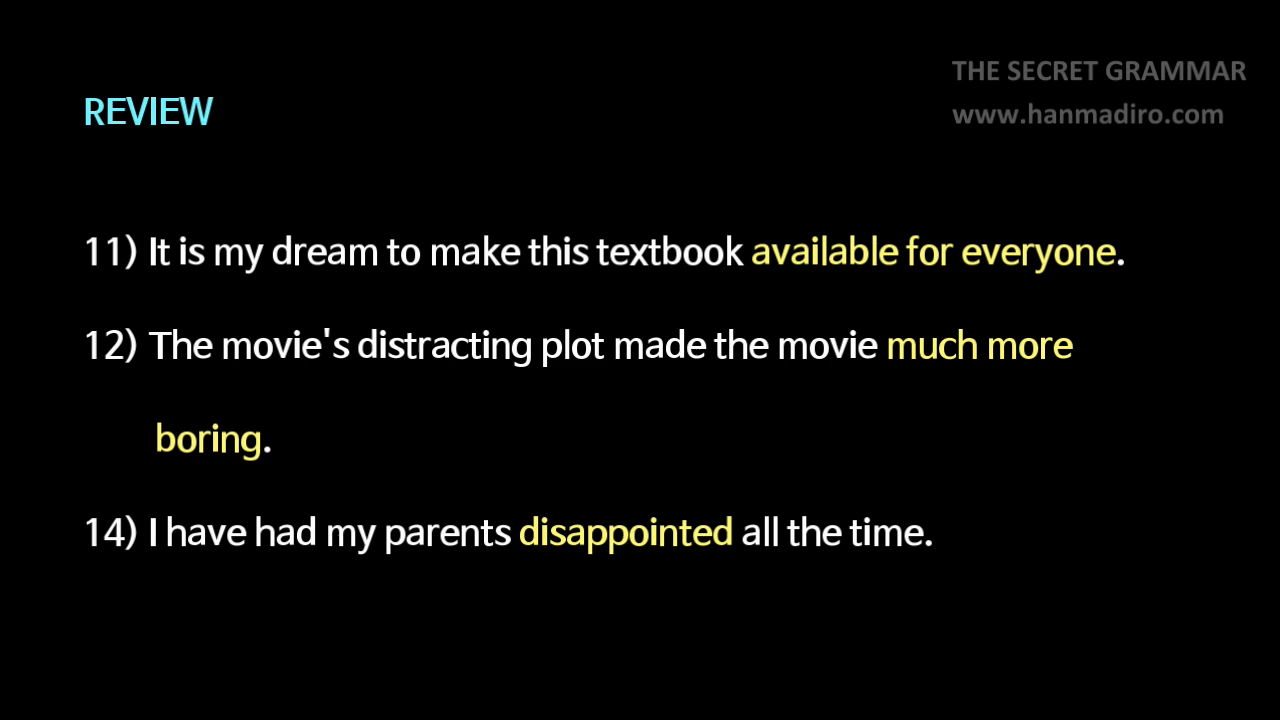 THE SECRET GRAMMAR
www.hanmadiro.com
REVIEW
11) It is my dream to make this textbook available for everyone.
12) The movie's distracting plot made the movie much more
boring.
14) I have had my parents disappointed all the time.